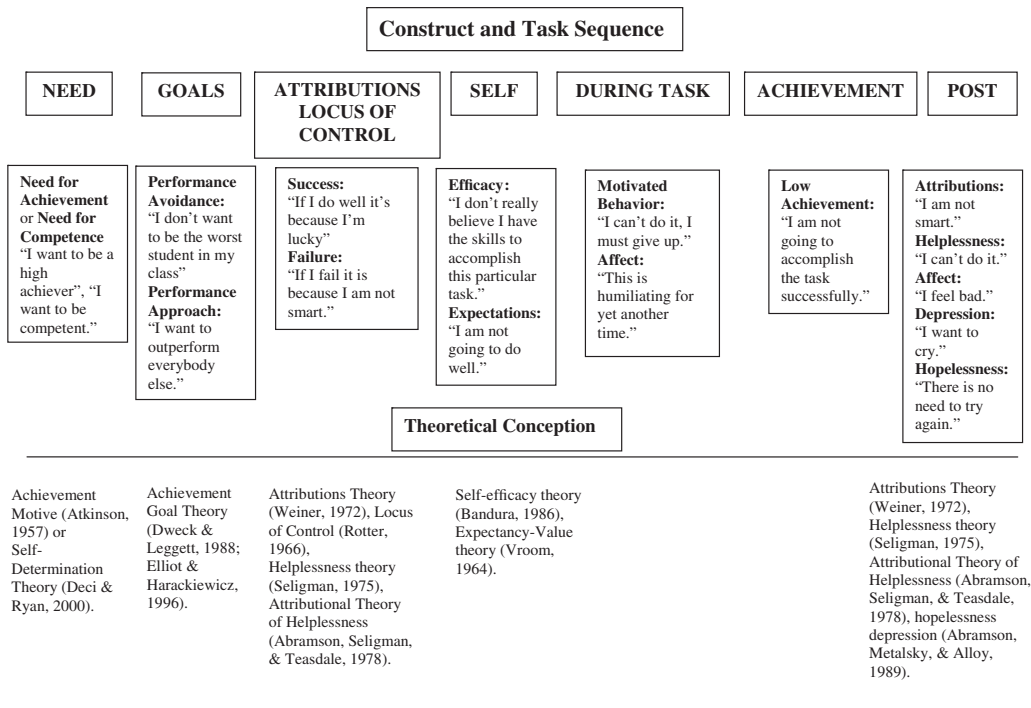 Construct and Task Sequence
NEED
GOALS
ATTRIBUTIONS
LOCUS OF
CONTROL
SELF
DURING TASK
ACHIEVEMENT
POST
Need for
Achievement
or Need for
Competence
“I want to be a
high
achiever”, “I
want to be
competent.”
Performance
Avoidance:
“I don’t want
to be the worst
student in my
class”
Performance
Approach:
“I want to
outperform
everybody
else.”
Success:
“If I do well it’s
because I’m
lucky”
Failure:
“If I fail it is
because I am not
smart.”
Efficacy:
“I don’t really
believe I have
the skills to
accomplish
this particular
task.”
Expectations:
“I am not
going to do
well.”
Motivated
Behavior:
“I can’t do it, I
must give up.”
Affect:
“This is
humiliating for
yet another
time.”
Low
Achievement:
“I am not
going to
accomplish
the task
successfully.”
Attributions:
“I am not
smart.”
Helplessness:
“I can’t do it.”
Affect:
“I feel bad.”
Depression:
“I want to
cry.”
Hopelessness:
“There is no
need to try
again.”
Theoretical Conception
Achievement
Motive (Atkinson,
1957) or
Self-
Determination
Theory (Deci &
Ryan, 2000).
Achievement
Goal Theory
(Dweck &
Leggett, 1988;
Elliot &
Harackiewicz,
1996).
Attributions Theory
(Weiner, 1972), Locus
of Control (Rotter,
1966),
Helplessness theory
(Seligman, 1975),
Attributional Theory
of Helplessness
(Abramson, Seligman,
& Teasdale, 1978).
Self-efficacy theory
(Bandura, 1986),
Expectancy-Value
theory (Vroom,
1964).
Attributions Theory
(Weiner, 1972),
Helplessness theory
(Seligman, 1975),
Attributional Theory of
Helplessness (Abramson,
Seligman, & Teasdale,
1978), hopelessness
depression (Abramson,
Metalsky, & Alloy,
1989).